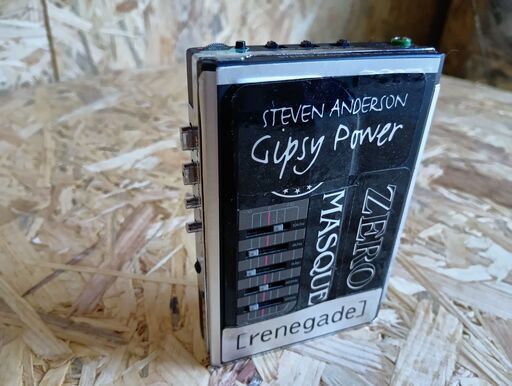 STEVEN ANDERSON
Gipsy Power
ZERO
MASQUE
[renegade]